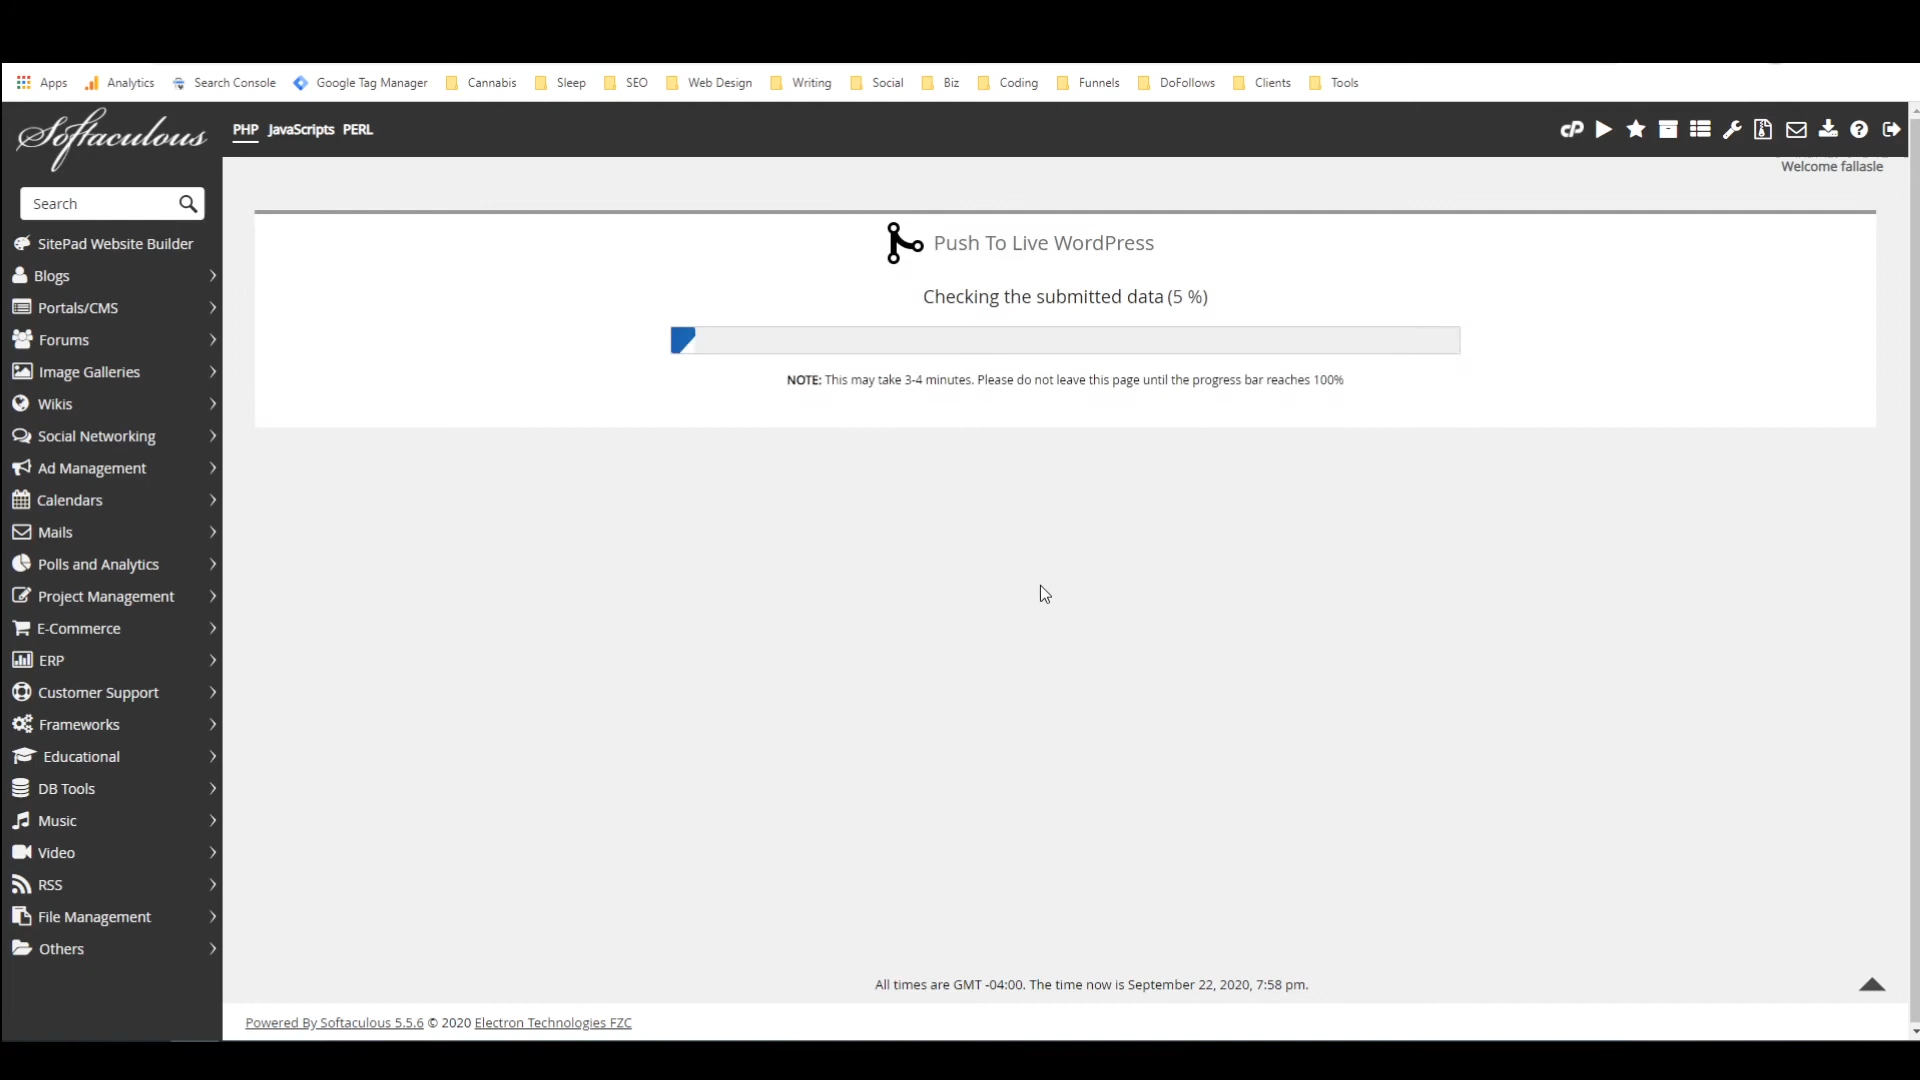 Apps Analytics Search Console Google Tag Manager Cannabis Sleep SEO Web Design Writing Social Biz Coding Funnels DoFollows Clients Tools
Softaculous PHP JavaScripts PERL cP
Welcome fallasle
Search
SitePad Website Builder
Blogs
Portals/CMS
Forums
Image Galleries
Wikis
Social Networking
Ad Management
Calendars
Mails
Polls and Analytics
Project Management
E-Commerce
ERP
Customer Support
Frameworks
Educational
DB Tools
Music
Video
RSS
File Management
Others
Push To Live WordPress
Checking the submitted data (5 %)
NOTE: This may take 3-4 minutes. Please do not leave this page until the progress bar reaches 100%
All times are GMT -04:00. The time now is September 22, 2020, 7:58 pm.
Powered By Softaculous 5.5.6 © 2020 Electron Technologies FZC